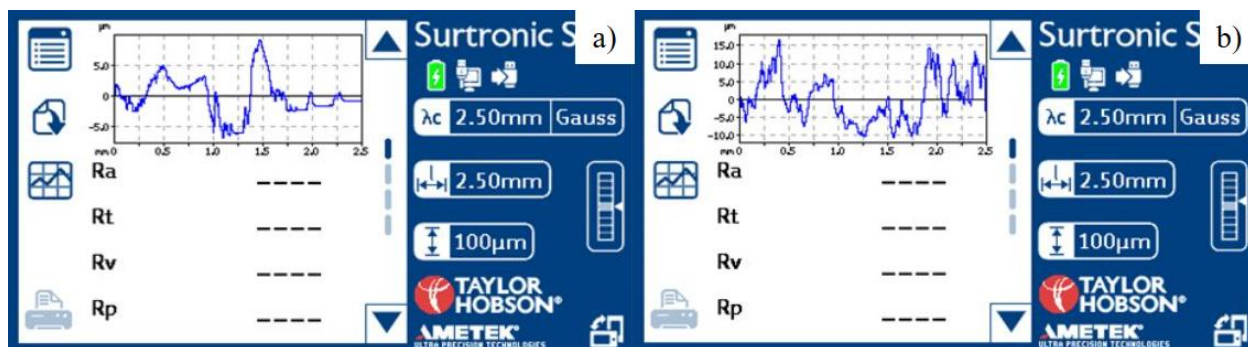 µm
5.0
0
-5.0
mm 0 0.5 1.0 1.5 2.0 2.5
Ra ----
Rt ----
Rv ----
Rp ----
Surtronic S
a)
λc 2.50mm Gauss
2.50mm
100µm
TAYLOR
HOBSON®
AMETEK®
ULTRA PRECISION TECHNOLOGIES
µm
15.0
10.0
5.0
0
-5.0
-10.0
mm 0 0.5 1.0 1.5 2.0 2.5
Ra ----
Rt ----
Rv ----
Rp ----
Surtronic S
b)
λc 2.50mm Gauss
2.50mm
100µm
TAYLOR
HOBSON®
AMETEK®
ULTRA PRECISION TECHNOLOGIES